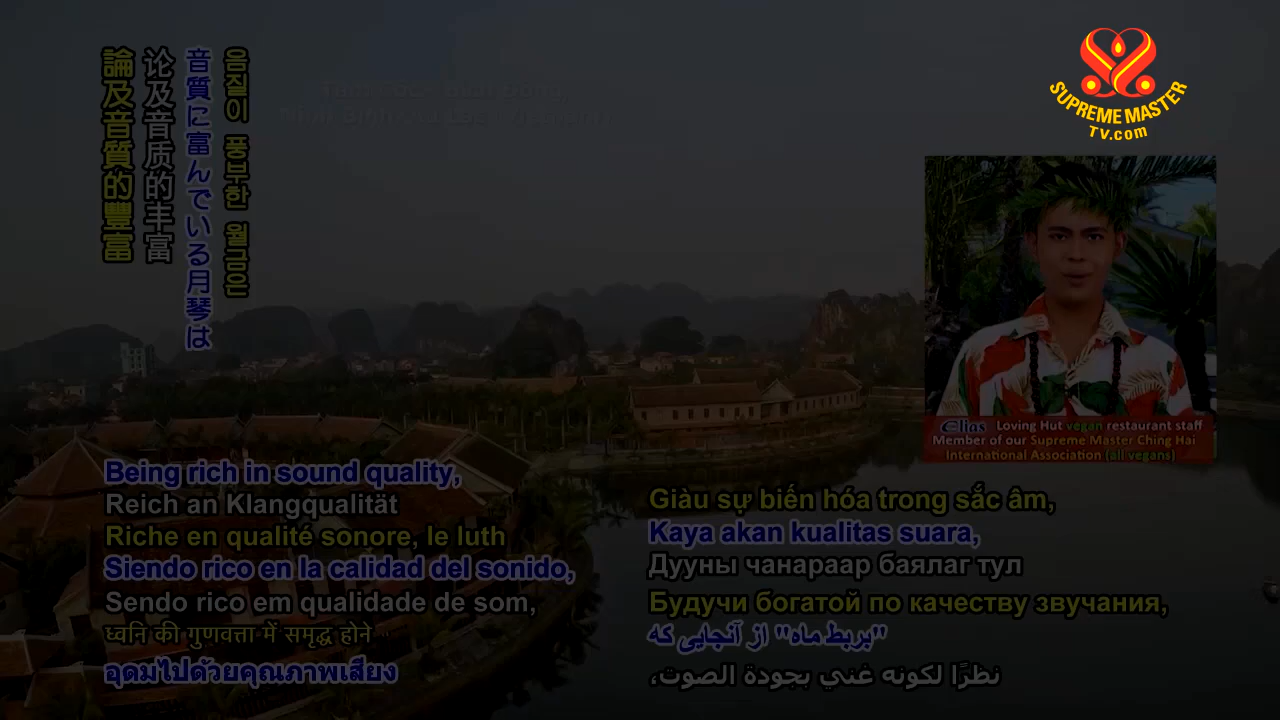 SUPREME MASTER
TV.com
論及音質的豐富
论及音质的丰富
音質に富んでいる月琴は
음질이 풍부한 월금은
Elias Loving Hut vegan restaurant staff
Member of our Supreme Master Ching Hai
International Association (all vegans)
Being rich in sound quality,
Reich an Klangqualität
Riche en qualité sonore, le luth
Siendo rico en la calidad del sonido,
Sendo rico em qualidade de som,
ध्वनि की गुणवत्ता में समृद्ध होने "
อุดมไปด้วยคุณภาพเสียง
Giàu sự biến hóa trong sắc âm,
Kaya akan kualitas suara,
Дууны чанараар баялаг тул
Будучи богатой по качеству звучания,
"بربط ماه" از آنجایی که
نظرًا لكونه غني بجودة الصوت،